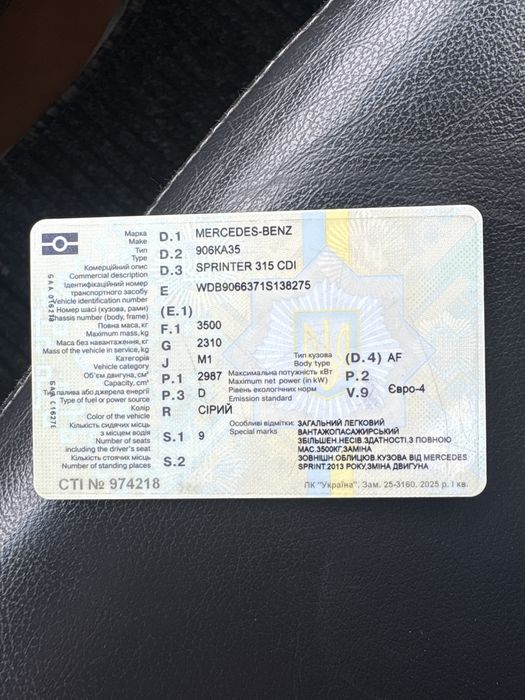 Марка D.1 MERCEDES-BENZ
Make
Тип D.2 906КА35
Type
Комерційний опис D.3 SPRINTER 315 CDI
Commercial description
Ідентифікаційний номер E WDB9066371S138275
транспортного засобу
Vehicle identification number
Номер шасі (кузова, рами) (E.1)
Chassis number (body, frame)
Повна маса, кг F.1 3500
Maximum mass, kg
Маса без навантаження, кг G 2310
Mass of the vehicle in service, kg
Категорія J M1 Тип кузова (D.4) AF
Vehicle category Body type
Об'єм двигуна, см³ P.1 2987 Максимальна потужність кВт P.2
Capacity, cm³ Maximum net power (in kW)
Тип палива або джерела енергії P.3 D Рівень екологічних норм V.9 Євро-4
Type of fuel or power source Emission standard
Колір R СІРИЙ
Color of the vehicle
Кількість сидячих місць S.1 9 Особливі відмітки: ЗАГАЛЬНИЙ ЛЕГКОВИЙ
з місцем водія Special marks ВАНТАЖОПАСАЖИРСЬКИЙ
Number of seats ЗБІЛЬШЕН.НЕСІВ.ЗДАТНОСТІ З ПОВНОЮ
including the driver's seat МАС.3500КГ,ЗАМІНА
Кількість стоячих місць S.2 ЗОВНІШН.ОБЛИЦЮВ.КУЗОВА ВІД MERCEDES
Number of standing places SPRINT.2013 РОКУ,ЗМІНА ДВИГУНА
СТІ № 974218 ПК "Україна". Зам. 25-3160. 2025 р. I кв.